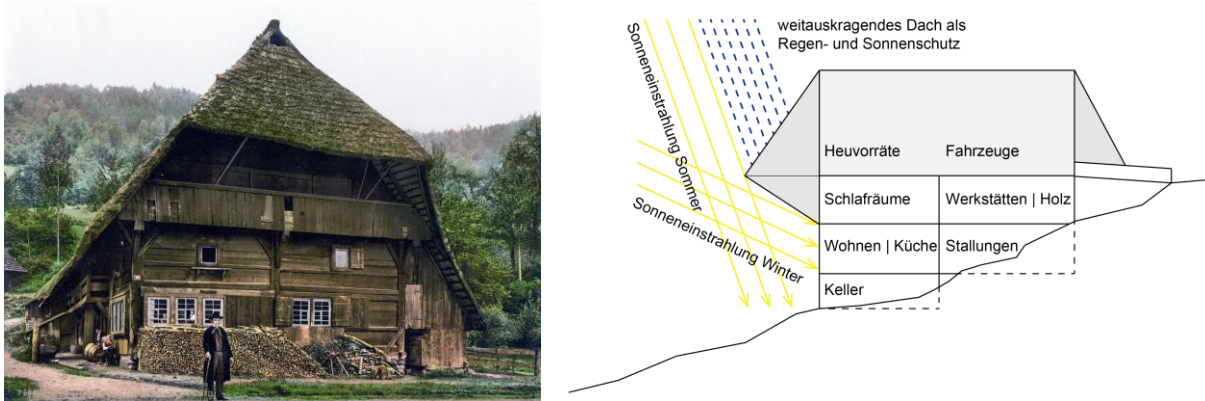 weitauskragendes Dach als
Regen- und Sonnenschutz
Sonneneinstrahlung Sommer
Sonneneinstrahlung Winter
Heuvorräte
Fahrzeuge
Schlafräume
Werkstätten | Holz
Wohnen | Küche
Stallungen
Keller